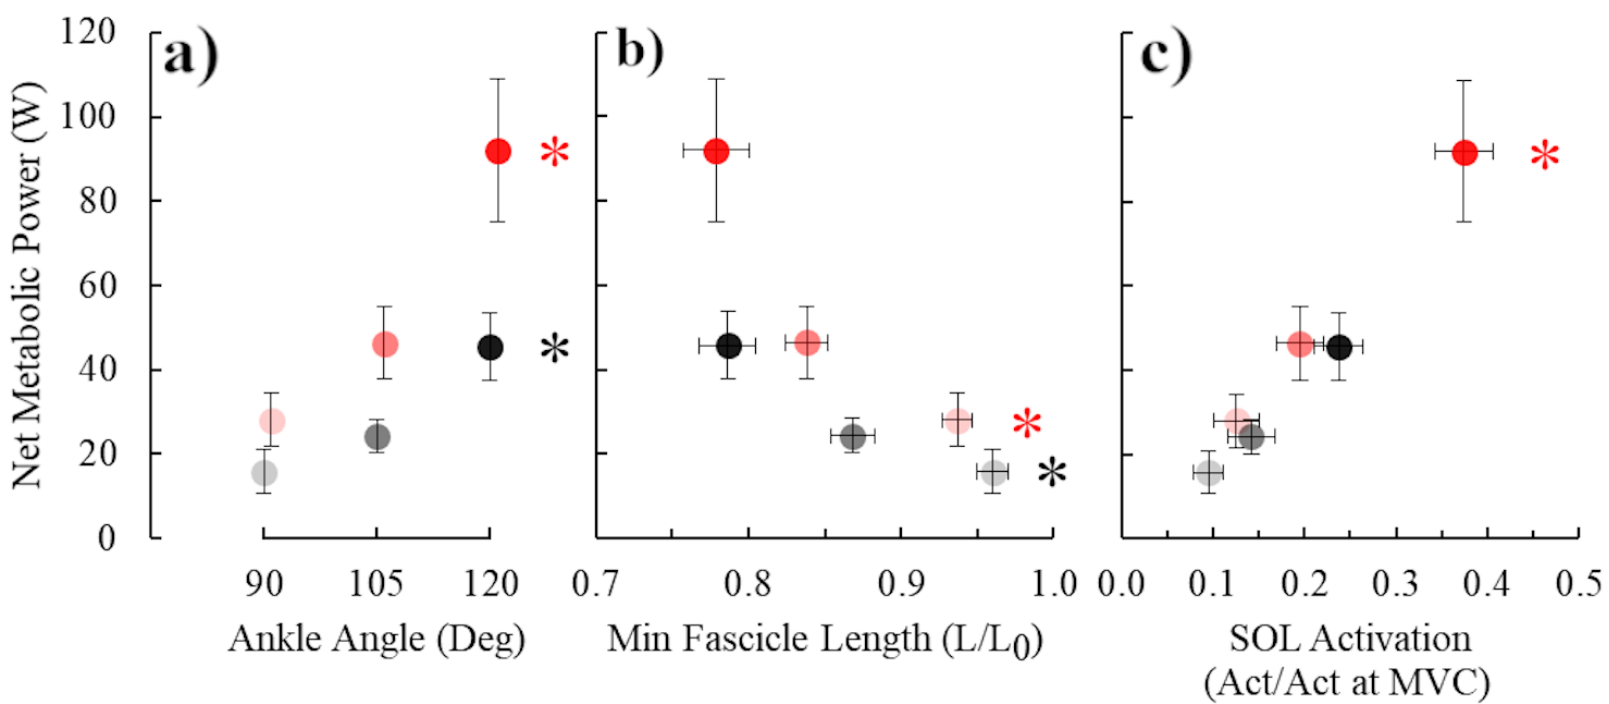 120
100
80
60
40
20
0
Net Metabolic Power (W)
a)
*
*
90 105 120
Ankle Angle (Deg)
b)
*
*
0.7 0.8 0.9 1.0
Min Fascicle Length (L/L0)
c)
*
0.0 0.1 0.2 0.3 0.4 0.5
SOL Activation
(Act/Act at MVC)